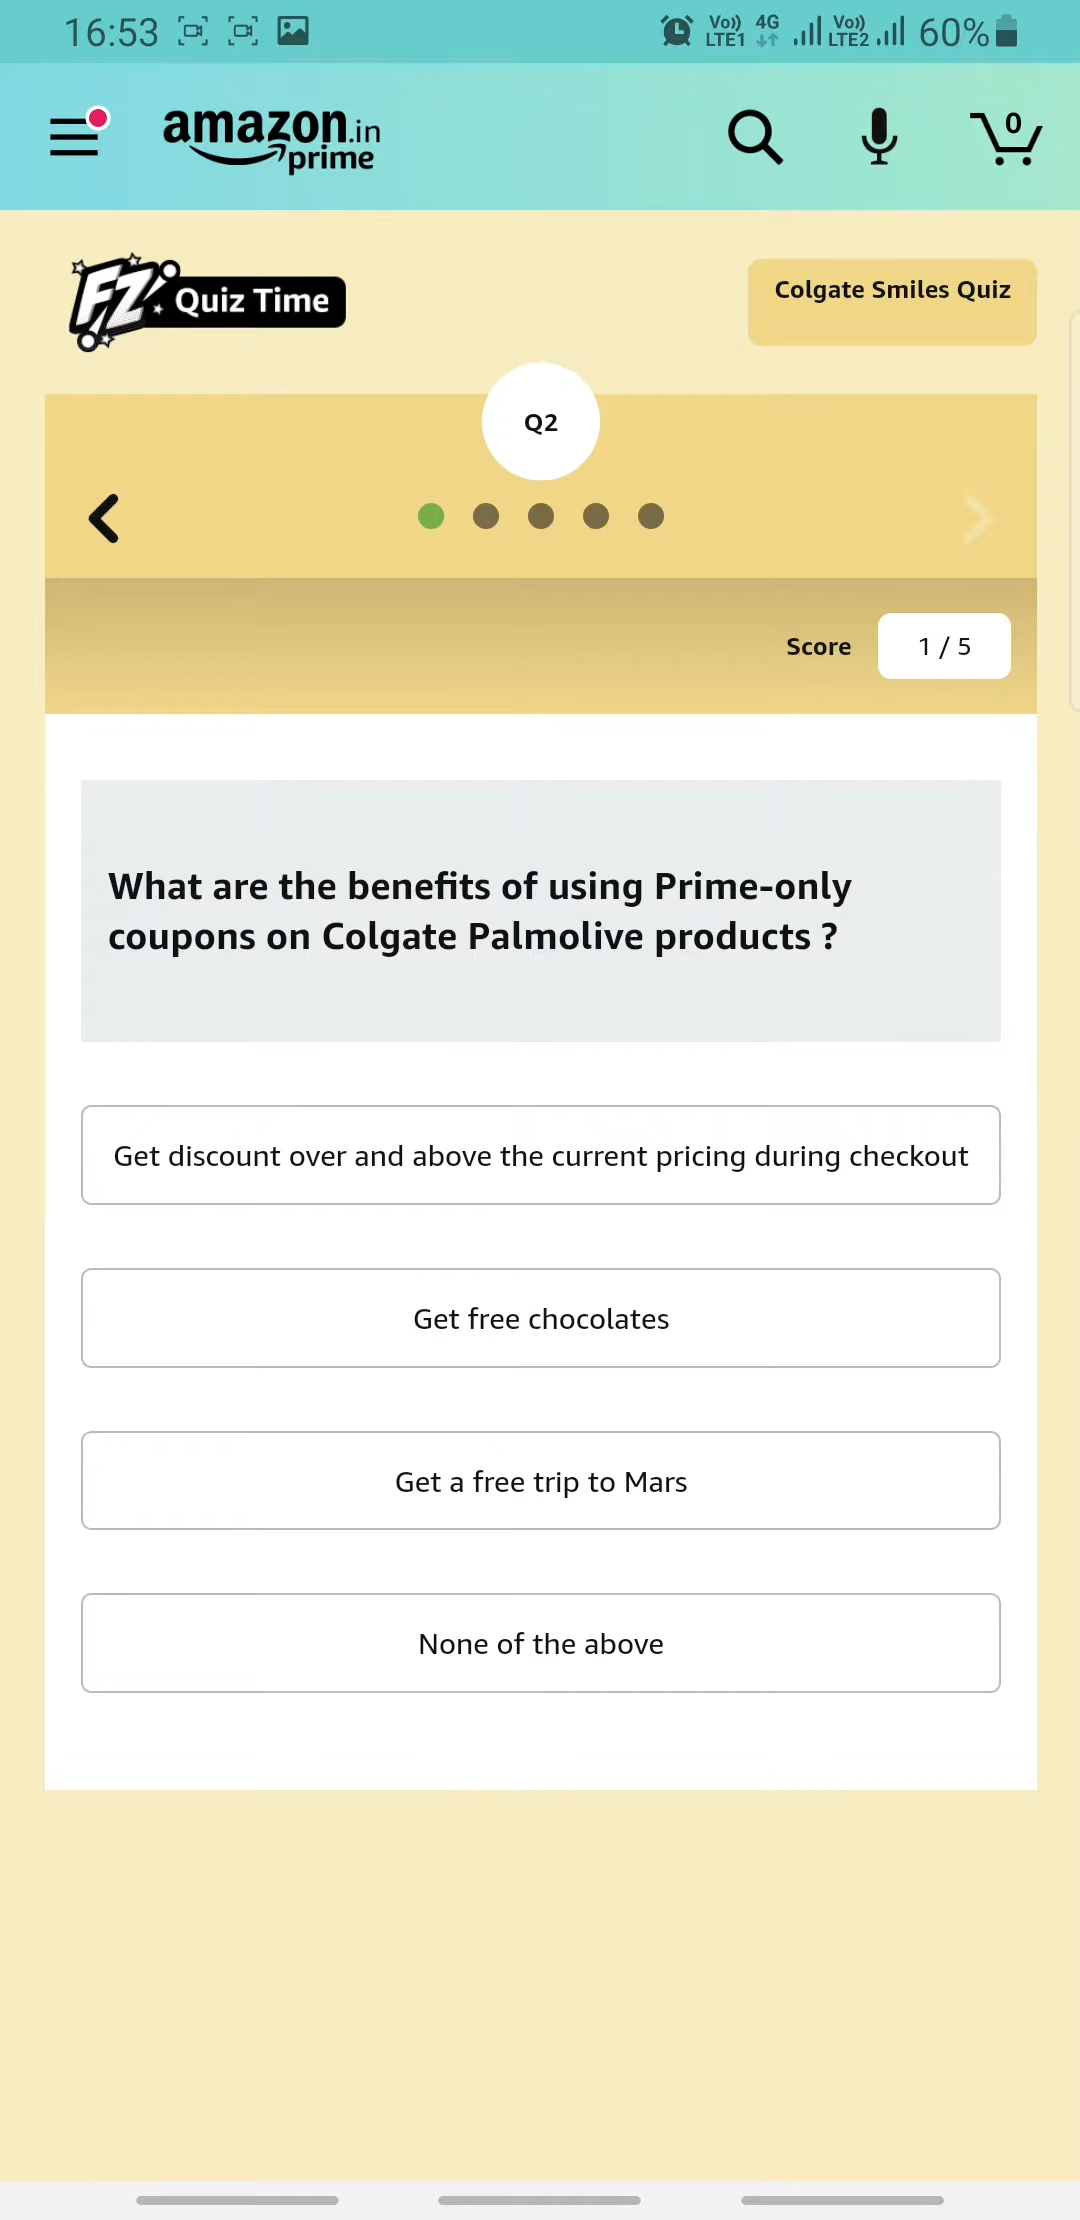 16:53
Vo)) LTE1 4G Vo)) LTE2 60%
amazon.in
prime
0
FZ Quiz Time
Colgate Smiles Quiz
Q2
Score 1 / 5
What are the benefits of using Prime-only
coupons on Colgate Palmolive products ?
Get discount over and above the current pricing during checkout
Get free chocolates
Get a free trip to Mars
None of the above